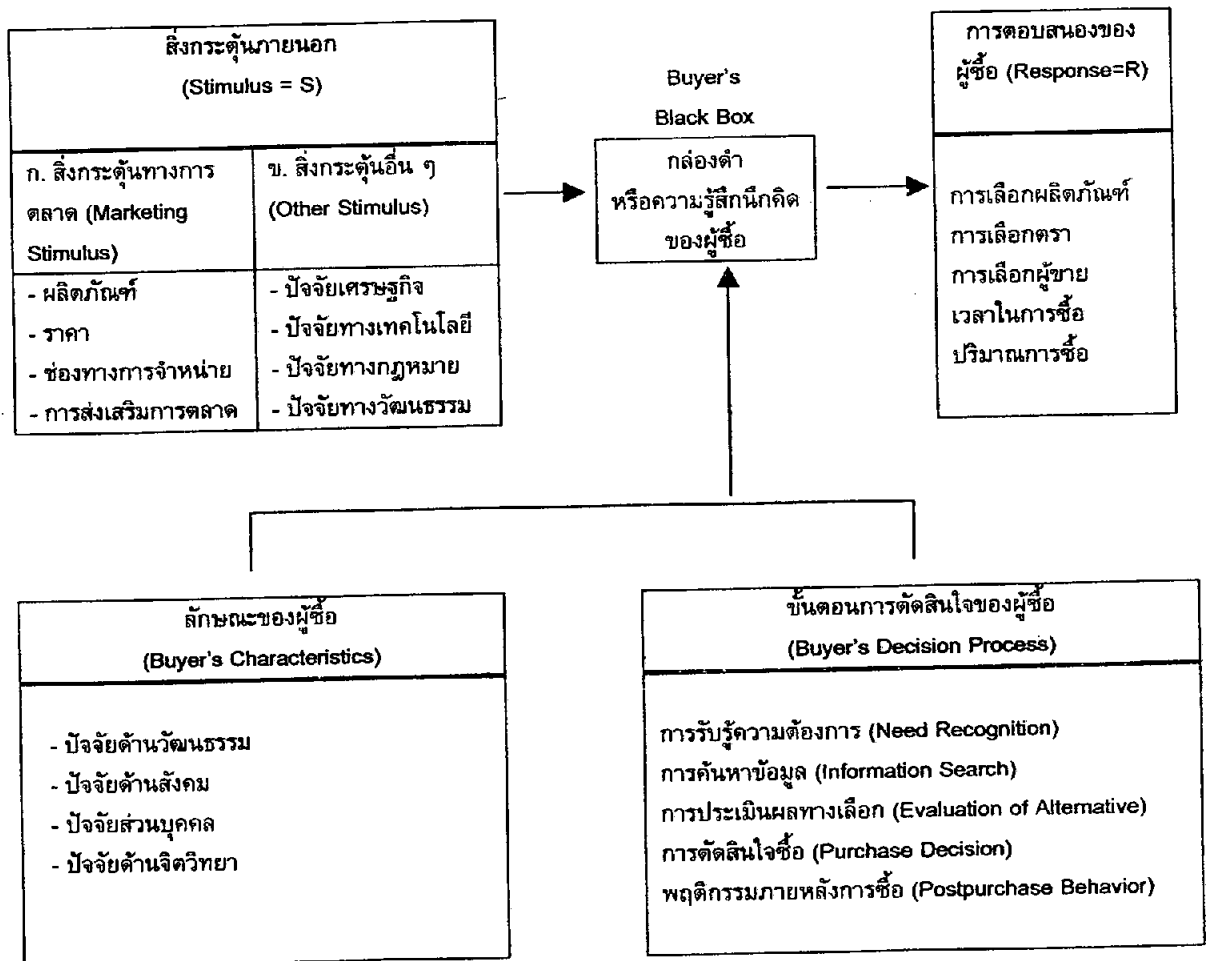 สิ่งกระตุ้นภายนอก
(Stimulus = S)
ก. สิ่งกระตุ้นทางการ
ตลาด (Marketing
Stimulus)
ข. สิ่งกระตุ้นอื่น ๆ
(Other Stimulus)
- ผลิตภัณฑ์
- ราคา
- ช่องทางการจำหน่าย
- การส่งเสริมการตลาด
- ปัจจัยเศรษฐกิจ
- ปัจจัยทางเทคโนโลยี
- ปัจจัยทางกฎหมาย
- ปัจจัยทางวัฒนธรรม
Buyer's
Black Box
กล่องดำ
หรือความรู้สึกนึกคิด
ของผู้ซื้อ
การตอบสนองของ
ผู้ซื้อ (Response=R)
การเลือกผลิตภัณฑ์
การเลือกตรา
การเลือกผู้ขาย
เวลาในการซื้อ
ปริมาณการซื้อ
ลักษณะของผู้ซื้อ
(Buyer's Characteristics)
- ปัจจัยด้านวัฒนธรรม
- ปัจจัยด้านสังคม
- ปัจจัยส่วนบุคคล
- ปัจจัยด้านจิตวิทยา
ขั้นตอนการตัดสินใจของผู้ซื้อ
(Buyer's Decision Process)
การรับรู้ความต้องการ (Need Recognition)
การค้นหาข้อมูล (Information Search)
การประเมินผลทางเลือก (Evaluation of Alternative)
การตัดสินใจซื้อ (Purchase Decision)
พฤติกรรมภายหลังการซื้อ (Postpurchase Behavior)